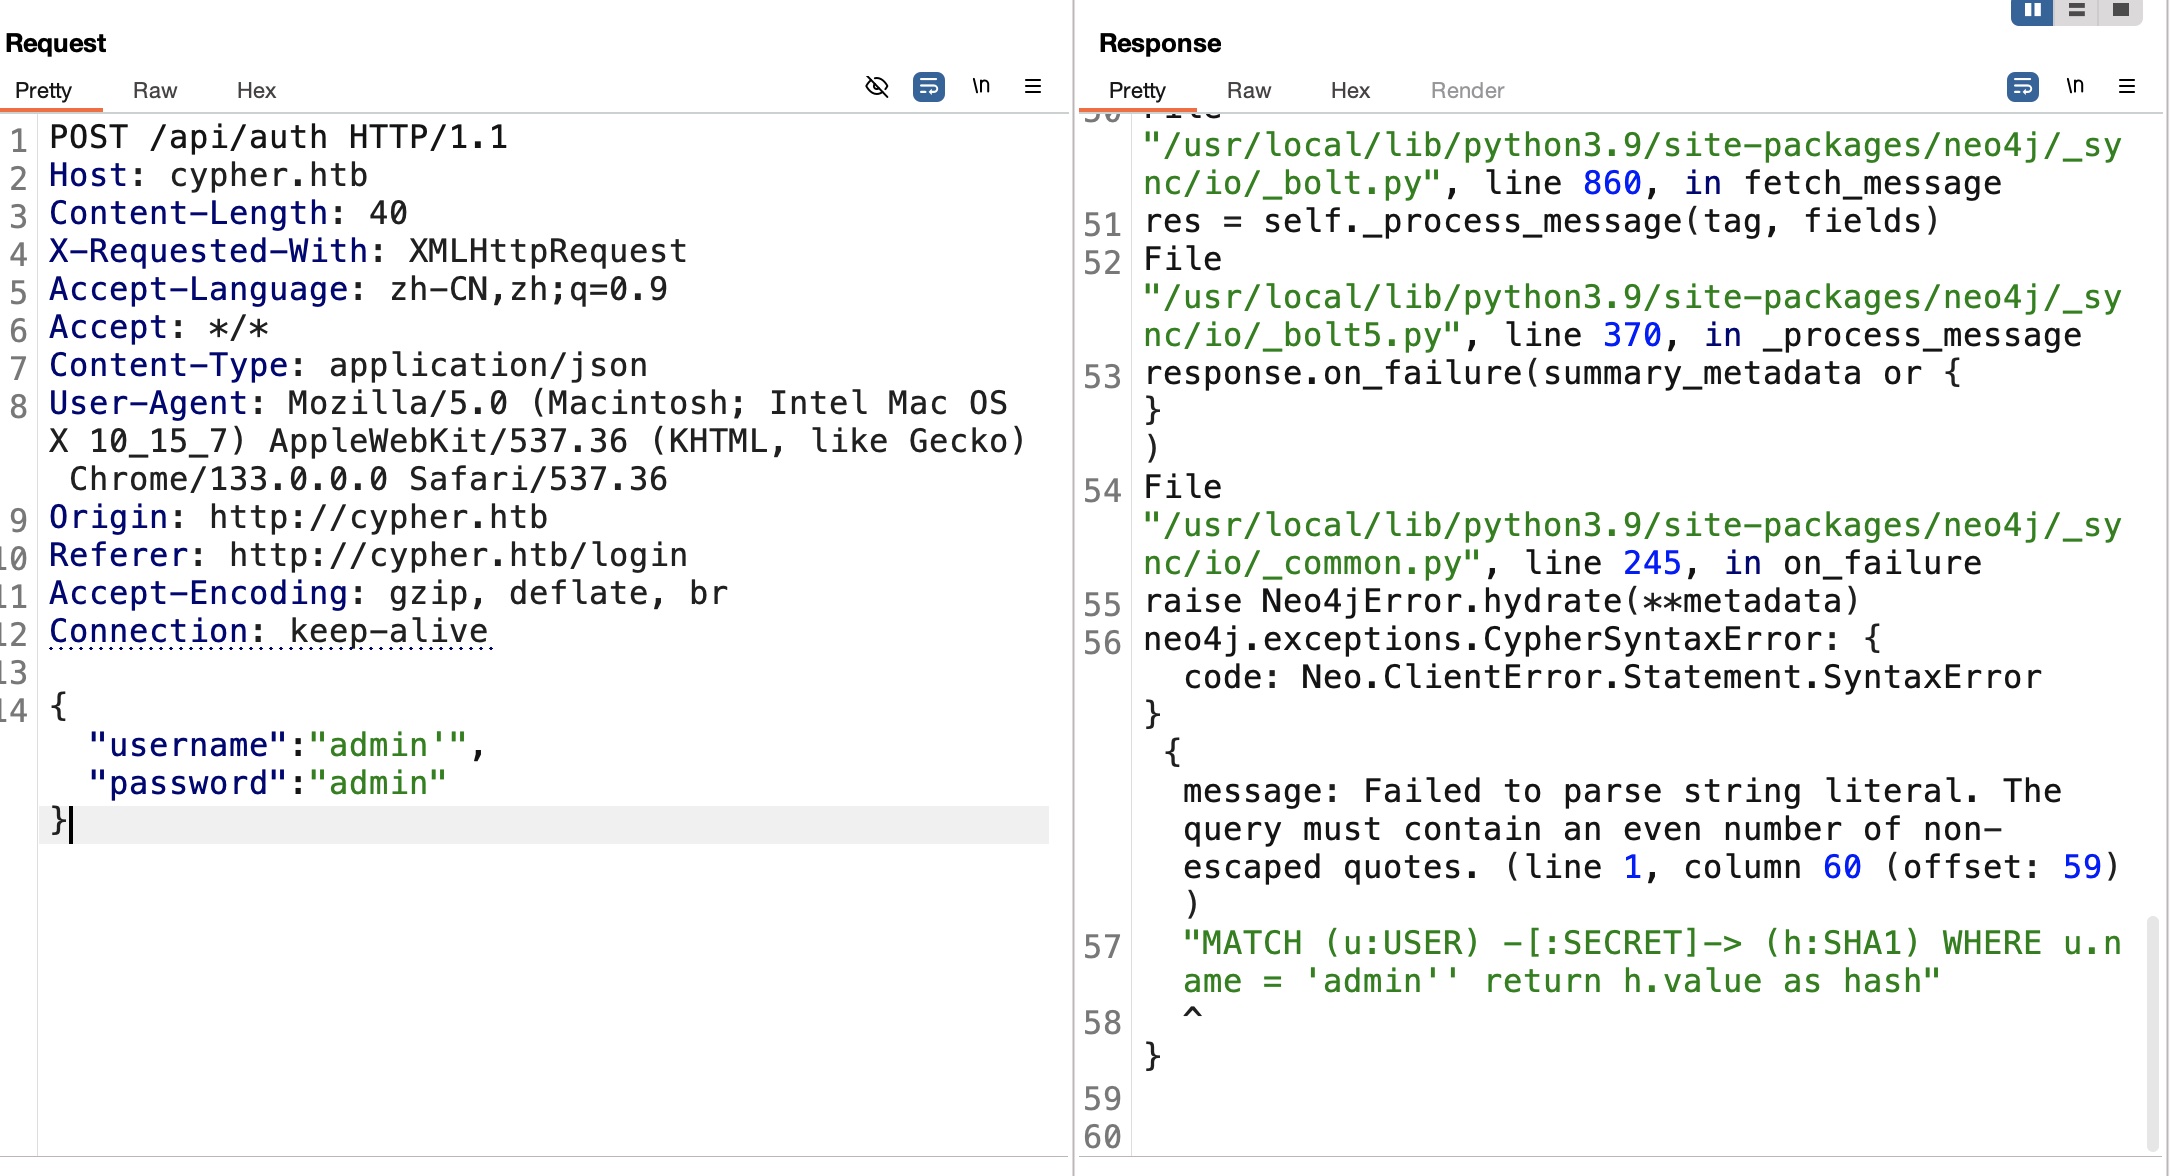 Request
Pretty Raw Hex \n
1 POST /api/auth HTTP/1.1
2 Host: cypher.htb
3 Content-Length: 40
4 X-Requested-With: XMLHttpRequest
5 Accept-Language: zh-CN,zh;q=0.9
6 Accept: */*
7 Content-Type: application/json
8 User-Agent: Mozilla/5.0 (Macintosh; Intel Mac OS
X 10_15_7) AppleWebKit/537.36 (KHTML, like Gecko)
Chrome/133.0.0.0 Safari/537.36
9 Origin: http://cypher.htb
10 Referer: http://cypher.htb/login
11 Accept-Encoding: gzip, deflate, br
12 Connection: keep-alive
13
14 {
"username":"admin'",
"password":"admin"
}
Response
Pretty Raw Hex Render \n
50 File
"/usr/local/lib/python3.9/site-packages/neo4j/_sy
nc/io/_bolt.py", line 860, in fetch_message
51 res = self._process_message(tag, fields)
52 File
"/usr/local/lib/python3.9/site-packages/neo4j/_sy
nc/io/_bolt5.py", line 370, in _process_message
53 response.on_failure(summary_metadata or {
}
)
54 File
"/usr/local/lib/python3.9/site-packages/neo4j/_sy
nc/io/_common.py", line 245, in on_failure
55 raise Neo4jError.hydrate(**metadata)
56 neo4j.exceptions.CypherSyntaxError: {
code: Neo.ClientError.Statement.SyntaxError
}
{
message: Failed to parse string literal. The
query must contain an even number of non-
escaped quotes. (line 1, column 60 (offset: 59)
)
57 "MATCH (u:USER) -[:SECRET]-> (h:SHA1) WHERE u.n
ame = 'admin'' return h.value as hash"
58 ^
}
59
60